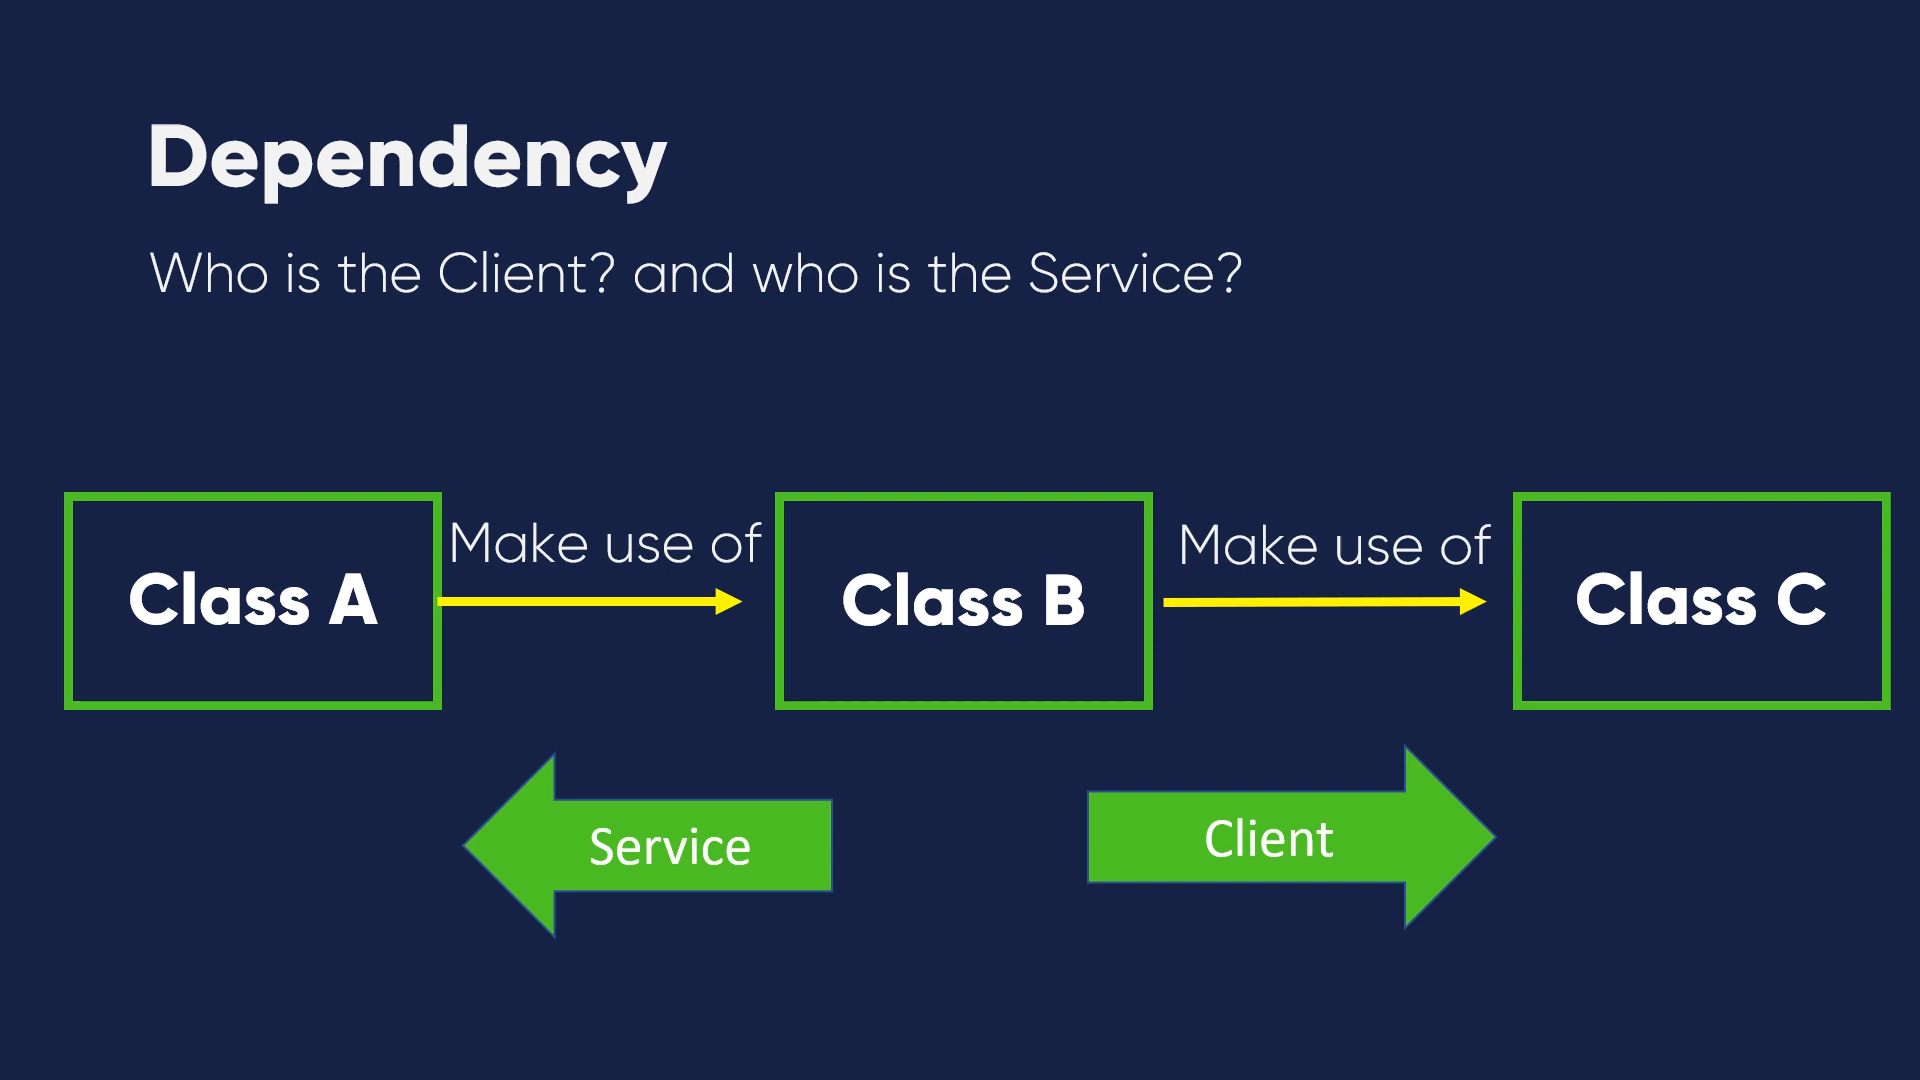 Dependency
Who is the Client? and who is the Service?
Make use of
Make use of
Class A
Class B
Class C
Service
Client